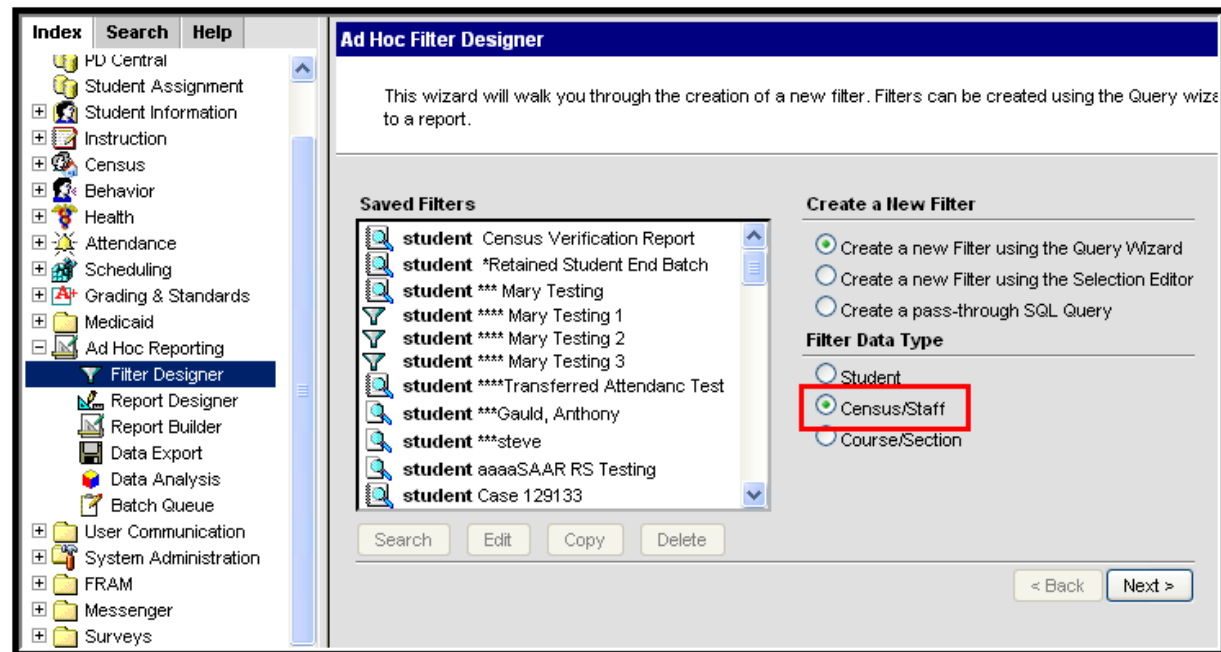 Index Search Help
PD Central
Student Assignment
Student Information
Instruction
Census
Behavior
Health
Attendance
Scheduling
Grading & Standards
Medicaid
Ad Hoc Reporting
Filter Designer
Report Designer
Report Builder
Data Export
Data Analysis
Batch Queue
User Communication
System Administration
FRAM
Messenger
Surveys
Ad Hoc Filter Designer
This wizard will walk you through the creation of a new filter. Filters can be created using the Query wiza
to a report.
Saved Filters
student Census Verification Report
student *Retained Student End Batch
student *** Mary Testing
student **** Mary Testing 1
student **** Mary Testing 2
student **** Mary Testing 3
student ****Transferred Attendanc Test
student ***Gauld, Anthony
student ***steve
student aaaaSAAR RS Testing
student Case 129133
Search Edit Copy Delete
Create a New Filter
Create a new Filter using the Query Wizard
Create a new Filter using the Selection Editor
Create a pass-through SQL Query
Filter Data Type
Student
Census/Staff
Course/Section
< Back Next >